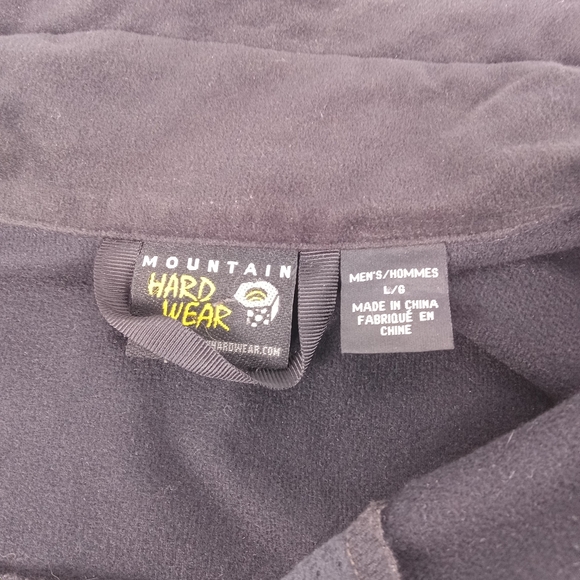 MOUNTAIN
HARD
WEAR
HARDWEAR.COM
MEN'S/HOMMES
L/G
MADE IN CHINA
FABRIQUÉ EN
CHINE